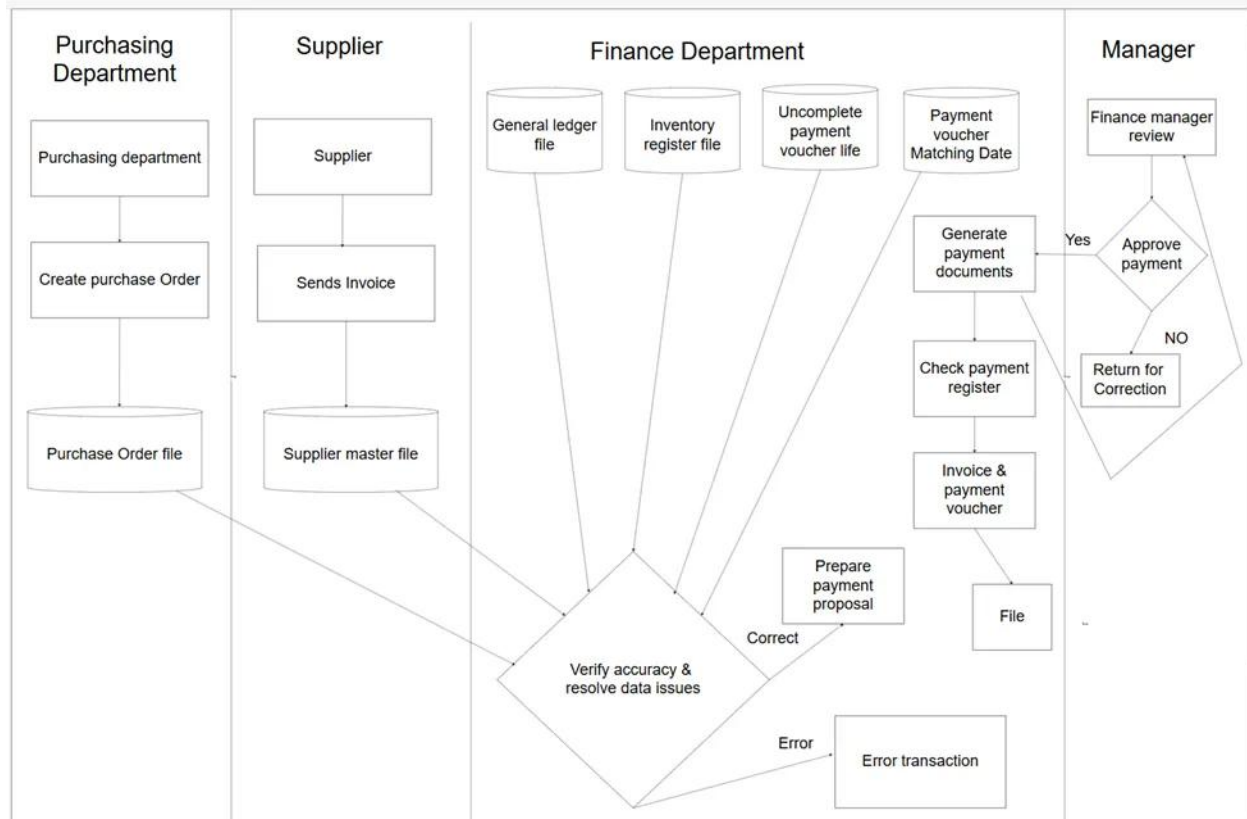 Purchasing
Department
Supplier
Finance Department
Manager
Purchasing department
Create purchase Order
Purchase Order file
Supplier
Sends Invoice
Supplier master file
General ledger
file
Inventory
register file
Uncomplete
payment
voucher life
Payment
voucher
Matching Date
Verify accuracy &
resolve data issues
Correct
Prepare
payment
proposal
Error
Error transaction
Generate
payment
documents
Check payment
register
Invoice &
payment
voucher
File
Finance manager
review
Approve
payment
Yes
NO
Return for
Correction